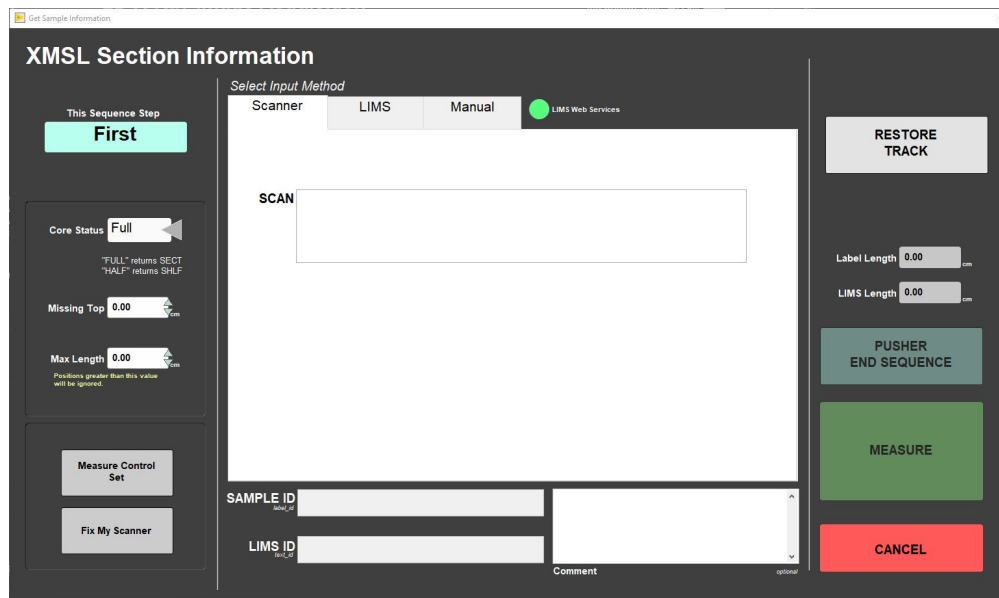 Get Sample Information
XMSL Section Information
This Sequence Step
First
Core Status Full
"FULL" returns SECT
"HALF" returns SHLF
Missing Top 0.00 cm
Max Length 0.00 cm
Positions greater than this value
will be ignored.
Measure Control
Set
Fix My Scanner
Select Input Method
Scanner LIMS Manual LIMS Web Services
SCAN
SAMPLE ID
label_id
LIMS ID
text_id
Comment optional
RESTORE
TRACK
Label Length 0.00 cm
LIMS Length 0.00 cm
PUSHER
END SEQUENCE
MEASURE
CANCEL